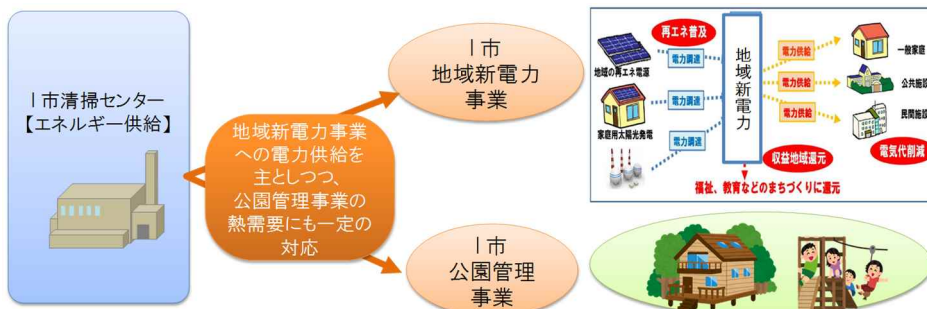 I市清掃センター
【エネルギー供給】
地域新電力事業
への電力供給を
主としつつ、
公園管理事業の
熱需要にも一定の
対応
I市
地域新電力
事業
I市
公園管理
事業
再エネ普及
地域の再エネ電源
電力調達
家庭用太陽光発電
電力調達
電力調達
地域新電力
電力供給
一般家庭
電力供給
公共施設
電力供給
民間施設
収益地域還元
電気代削減
福祉、教育などのまちづくりに還元